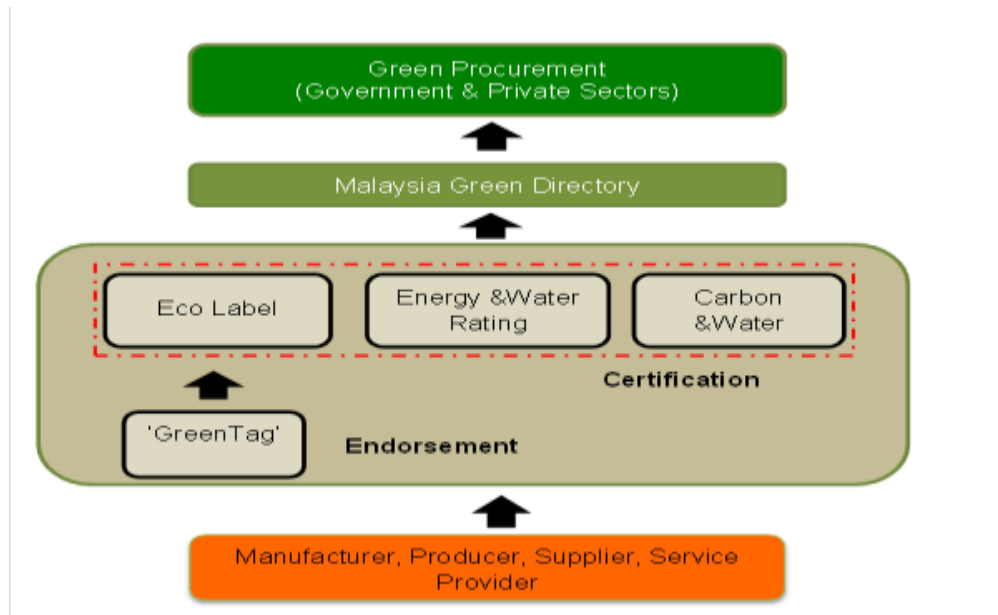 Green Procurement
(Government & Private Sectors)
Malaysia Green Directory
Eco Label
Energy &Water
Rating
Carbon
&Water
Certification
'GreenTag'
Endorsement
Manufacturer, Producer, Supplier, Service
Provider